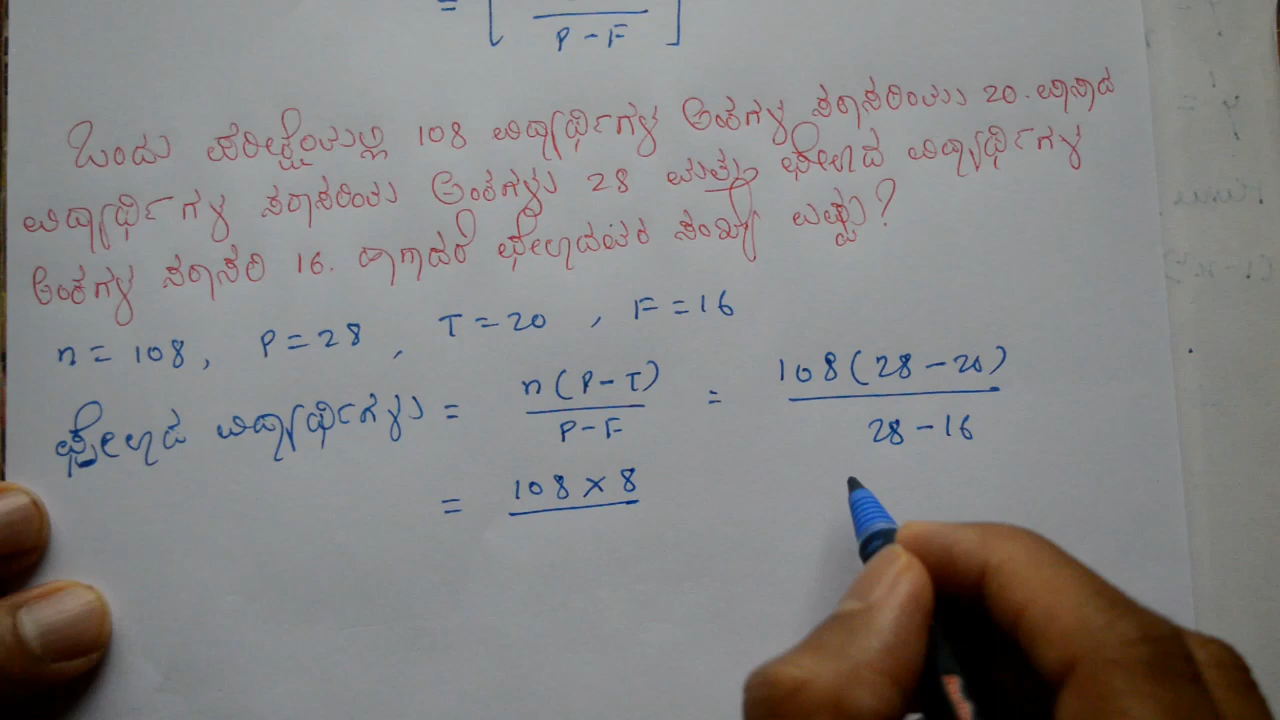 = [ P - F ]
ಒಂದು ಪರೀಕ್ಷೆಯಲ್ಲಿ 108 ವಿದ್ಯಾರ್ಥಿಗಳ ಅಂಕಗಳ ಸರಾಸರಿಯು 20. ಪಾಸಾದ
ವಿದ್ಯಾರ್ಥಿಗಳ ಸರಾಸರಿಯು ಅಂಕಗಳು 28 ಮತ್ತು ಫೇಲಾದ ವಿದ್ಯಾರ್ಥಿಗಳ
ಅಂಕಗಳ ಸರಾಸರಿ 16. ಹಾಗಾದರೆ ಫೇಲಾದವರ ಸಂಖ್ಯೆ ಎಷ್ಟು?
n = 108, P = 28, T = 20, F = 16
ಫೇಲಾದ ವಿದ್ಯಾರ್ಥಿಗಳು = n(P-T) / P-F = 108(28-20) / 28-16
= 108 × 8